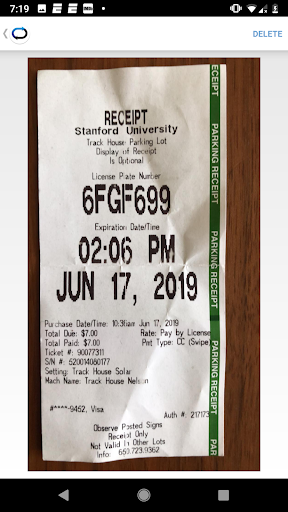 7:19
DELETE
RECEIPT
Stanford University
Track House Parking Lot
Display of Receipt
Is Optional
License Plate Number
6FGF699
Expiration Date/Time
02:06 PM
JUN 17, 2019
Purchase Date/Time: 10:36am Jun 17, 2019
Total Due: $7.00 Rate: Pay by License
Total Paid: $7.00 Pmt Type: CC (Swipe)
Ticket #: 90077311
S/N #: 520014080177
Setting: Track House Solar
Mach Name: Track House Nelson
#****-9452, Visa
Auth #: 217173
Observe Posted Signs
Receipt Only
Not Valid In Other Lots
Info: 650.723.9362
RECEIPT
PARKING RECEIPT
PARKING RECEIPT
PARKING RECEIPT
PAR